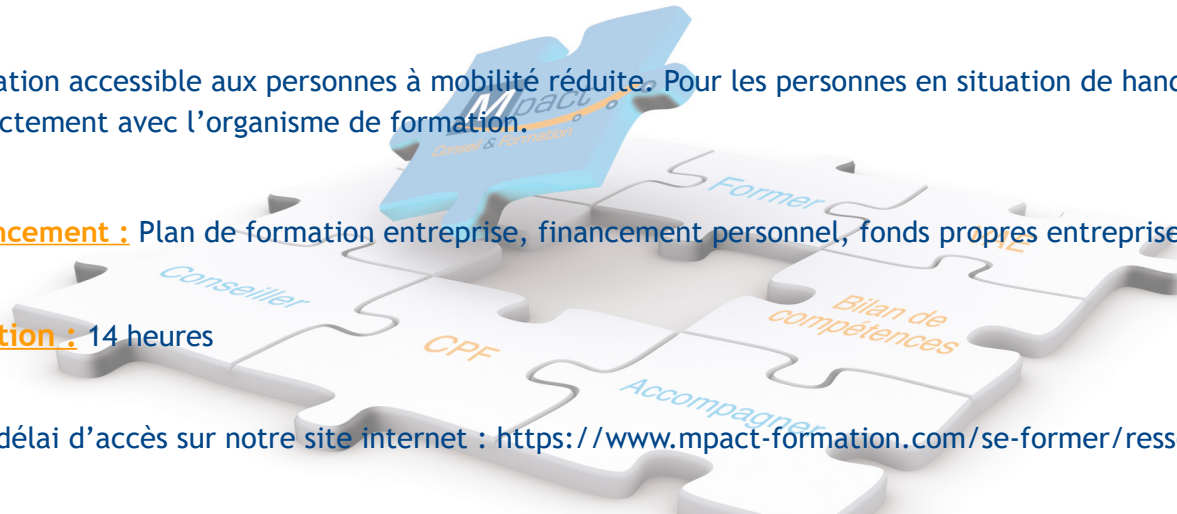 ation accessible aux personnes à mobilité réduite. Pour les personnes en situation de hand
ctement avec l’organisme de formation.
Mpact
Conseil & Formation
Former
ncement : Plan de formation entreprise, financement personnel, fonds propres entreprise
VAE
Conseiller
Bilan de
compétences
tion : 14 heures
CPF
Accompagner
délai d’accès sur notre site internet : https://www.mpact-formation.com/se-former/ress